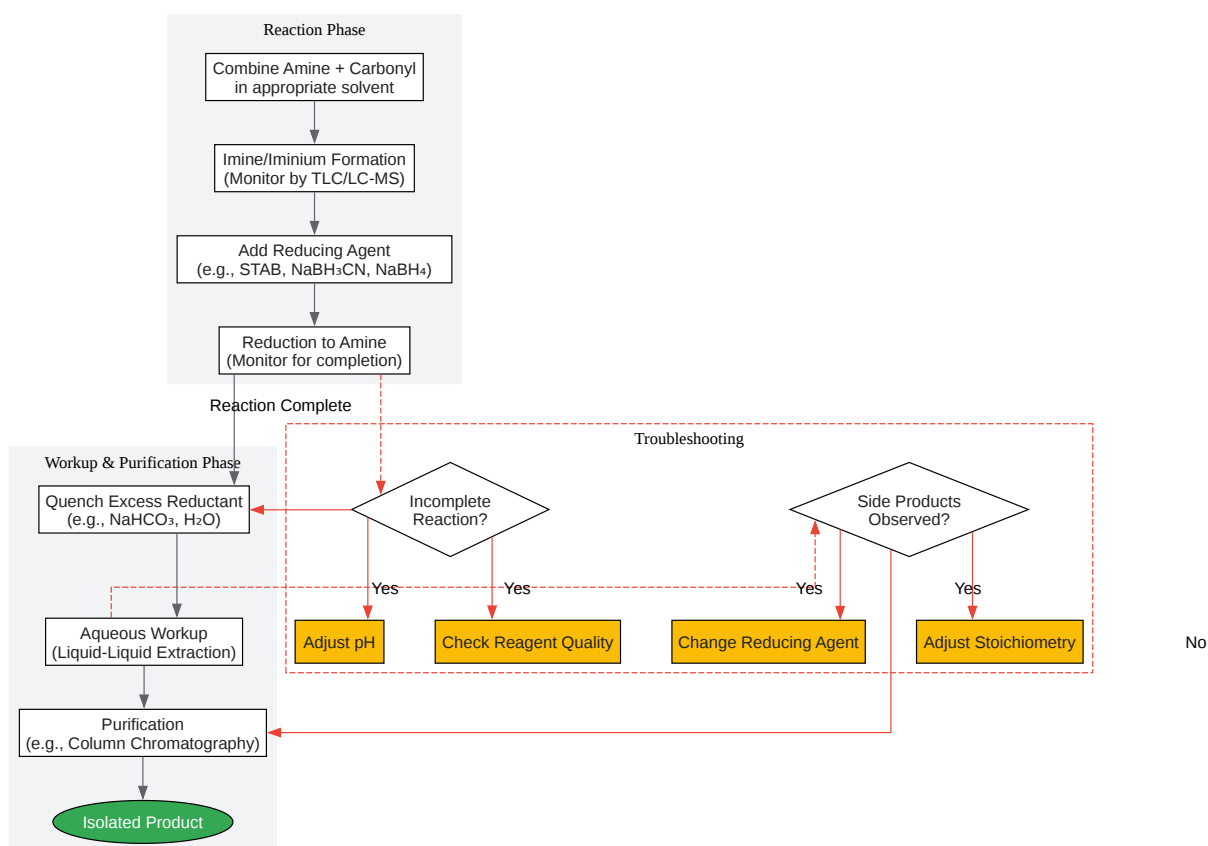 Reaction Phase
Combine Amine + Carbonyl
in appropriate solvent
Imine/Iminium Formation
(Monitor by TLC/LC-MS)
Add Reducing Agent
(e.g., STAB, NaBH₃CN, NaBH₄)
Reduction to Amine
(Monitor for completion)
Reaction Complete
Workup & Purification Phase
Quench Excess Reductant
(e.g., NaHCO₃, H₂O)
Aqueous Workup
(Liquid-Liquid Extraction)
Purification
(e.g., Column Chromatography)
Isolated Product
Troubleshooting
Incomplete
Reaction?
Side Products
Observed?
Yes
Yes
Yes
Yes
Adjust pH
Check Reagent Quality
Change Reducing Agent
Adjust Stoichiometry
No